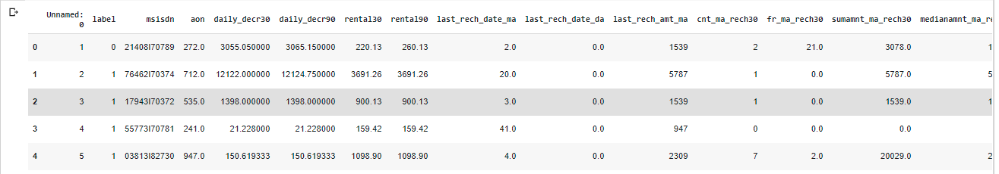 Unnamed: 0 label msisdn aon daily_decr30 daily_decr90 rental30 rental90 last_rech_date_ma last_rech_date_da last_rech_amt_ma cnt_ma_rech30 fr_ma_rech30 sumamnt_ma_rech30 medianamnt_ma_re
0 1 0 21408I70789 272.0 3055.050000 3065.150000 220.13 260.13 2.0 0.0 1539 2 21.0 3078.0 1
1 2 1 76462I70374 712.0 12122.000000 12124.750000 3691.26 3691.26 20.0 0.0 5787 1 0.0 5787.0 5
2 3 1 17943I70372 535.0 1398.000000 1398.000000 900.13 900.13 3.0 0.0 1539 1 0.0 1539.0 1
3 4 1 55773I70781 241.0 21.228000 21.228000 159.42 159.42 41.0 0.0 947 0 0.0 0.0
4 5 1 03813I82730 947.0 150.619333 150.619333 1098.90 1098.90 4.0 0.0 2309 7 2.0 20029.0 2